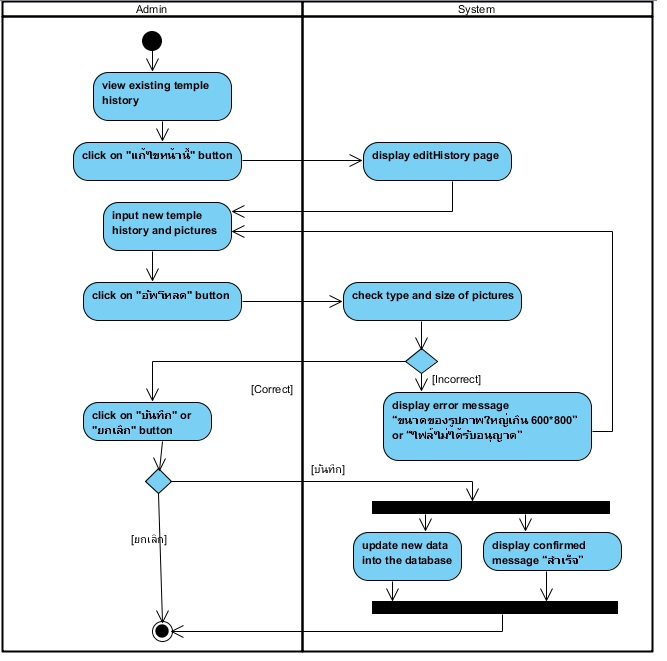 Admin
System
view existing temple
history
click on "แก้ไขหน้านี้" button
display editHistory page
input new temple
history and pictures
click on "อัพโหลด" button
check type and size of pictures
[Incorrect]
[Correct]
display error message
“ขนาดของรูปภาพใหญ่เกิน 600*800”
or “ไฟล์ไม่ได้รับอนุญาต”
click on "บันทึก" or
"ยกเลิก" button
[บันทึก]
[ยกเลิก]
update new data
into the database
display confirmed
message “สำเร็จ”